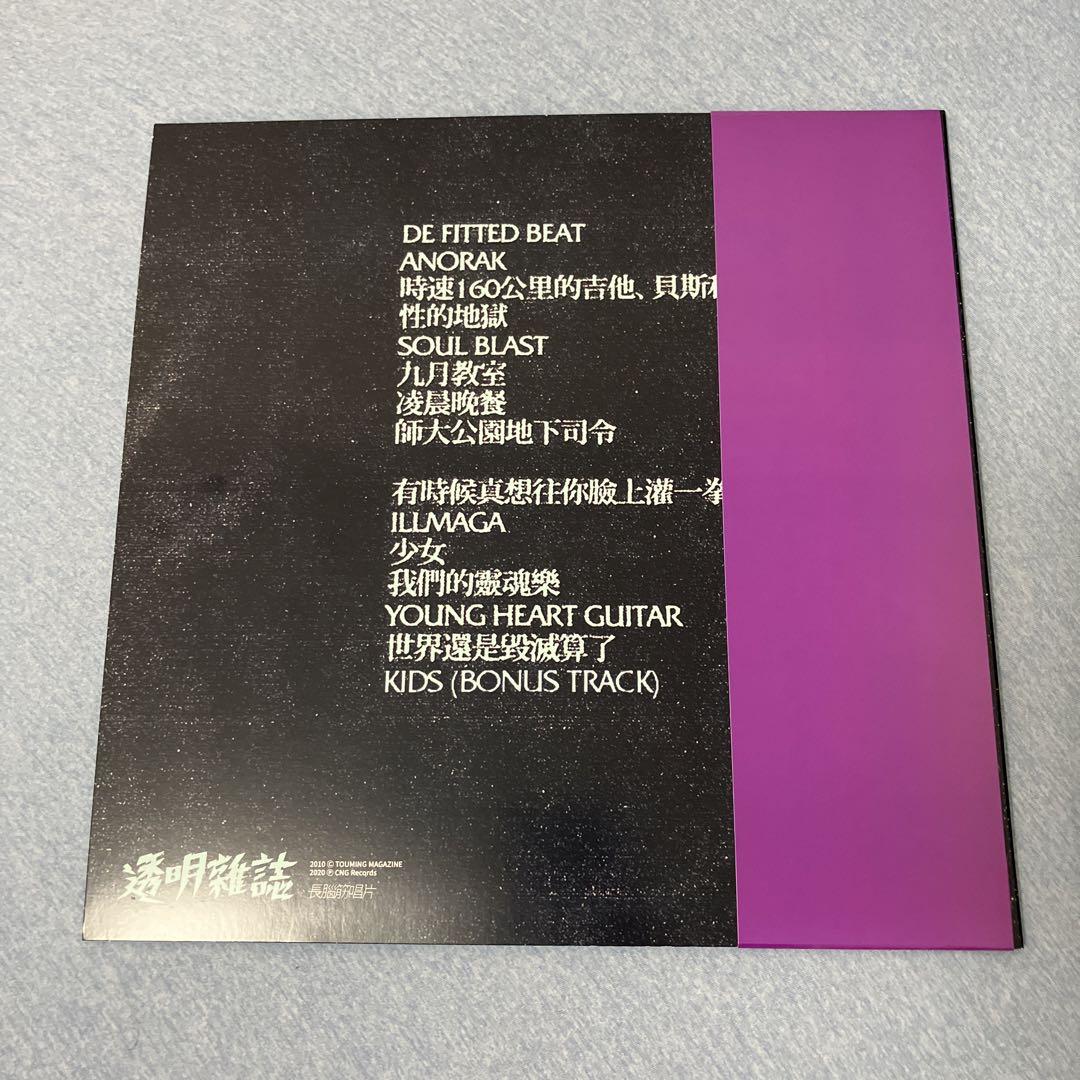 DE FITTED BEAT
ANORAK
時速160公里的吉他、貝斯
性的地獄
SOUL BLAST
九月教室
凌晨晚餐
師大公園地下司令
有時候真想往你臉上灌一拳
ILLMAGA
少女
我們的靈魂樂
YOUNG HEART GUITAR
世界還是毀滅算了
KIDS (BONUS TRACK)
透明雜誌
2010 © TOUMING MAGAZINE
2020 ℗ CNG Records
長腦筋唱片